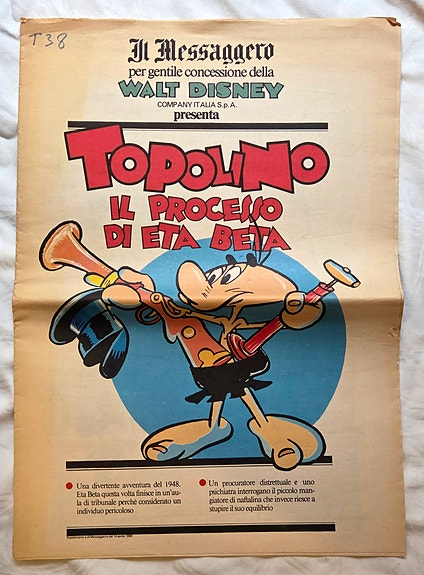 T38
Il Messaggero
per gentile concessione della
WALT DISNEY
COMPANY ITALIA S.p.A.
presenta
TOPOLINO
IL PROCESSO
DI ETA BETA
Una divertente avventura del 1948.
Eta Beta questa volta finisce in un'au-
la di tribunale perché considerato un
individuo pericoloso
Un procuratore distrettuale e uno
psichiatra interrogano il piccolo man-
giatore di naftalina che invece riesce a
stupire il suo equilibrio